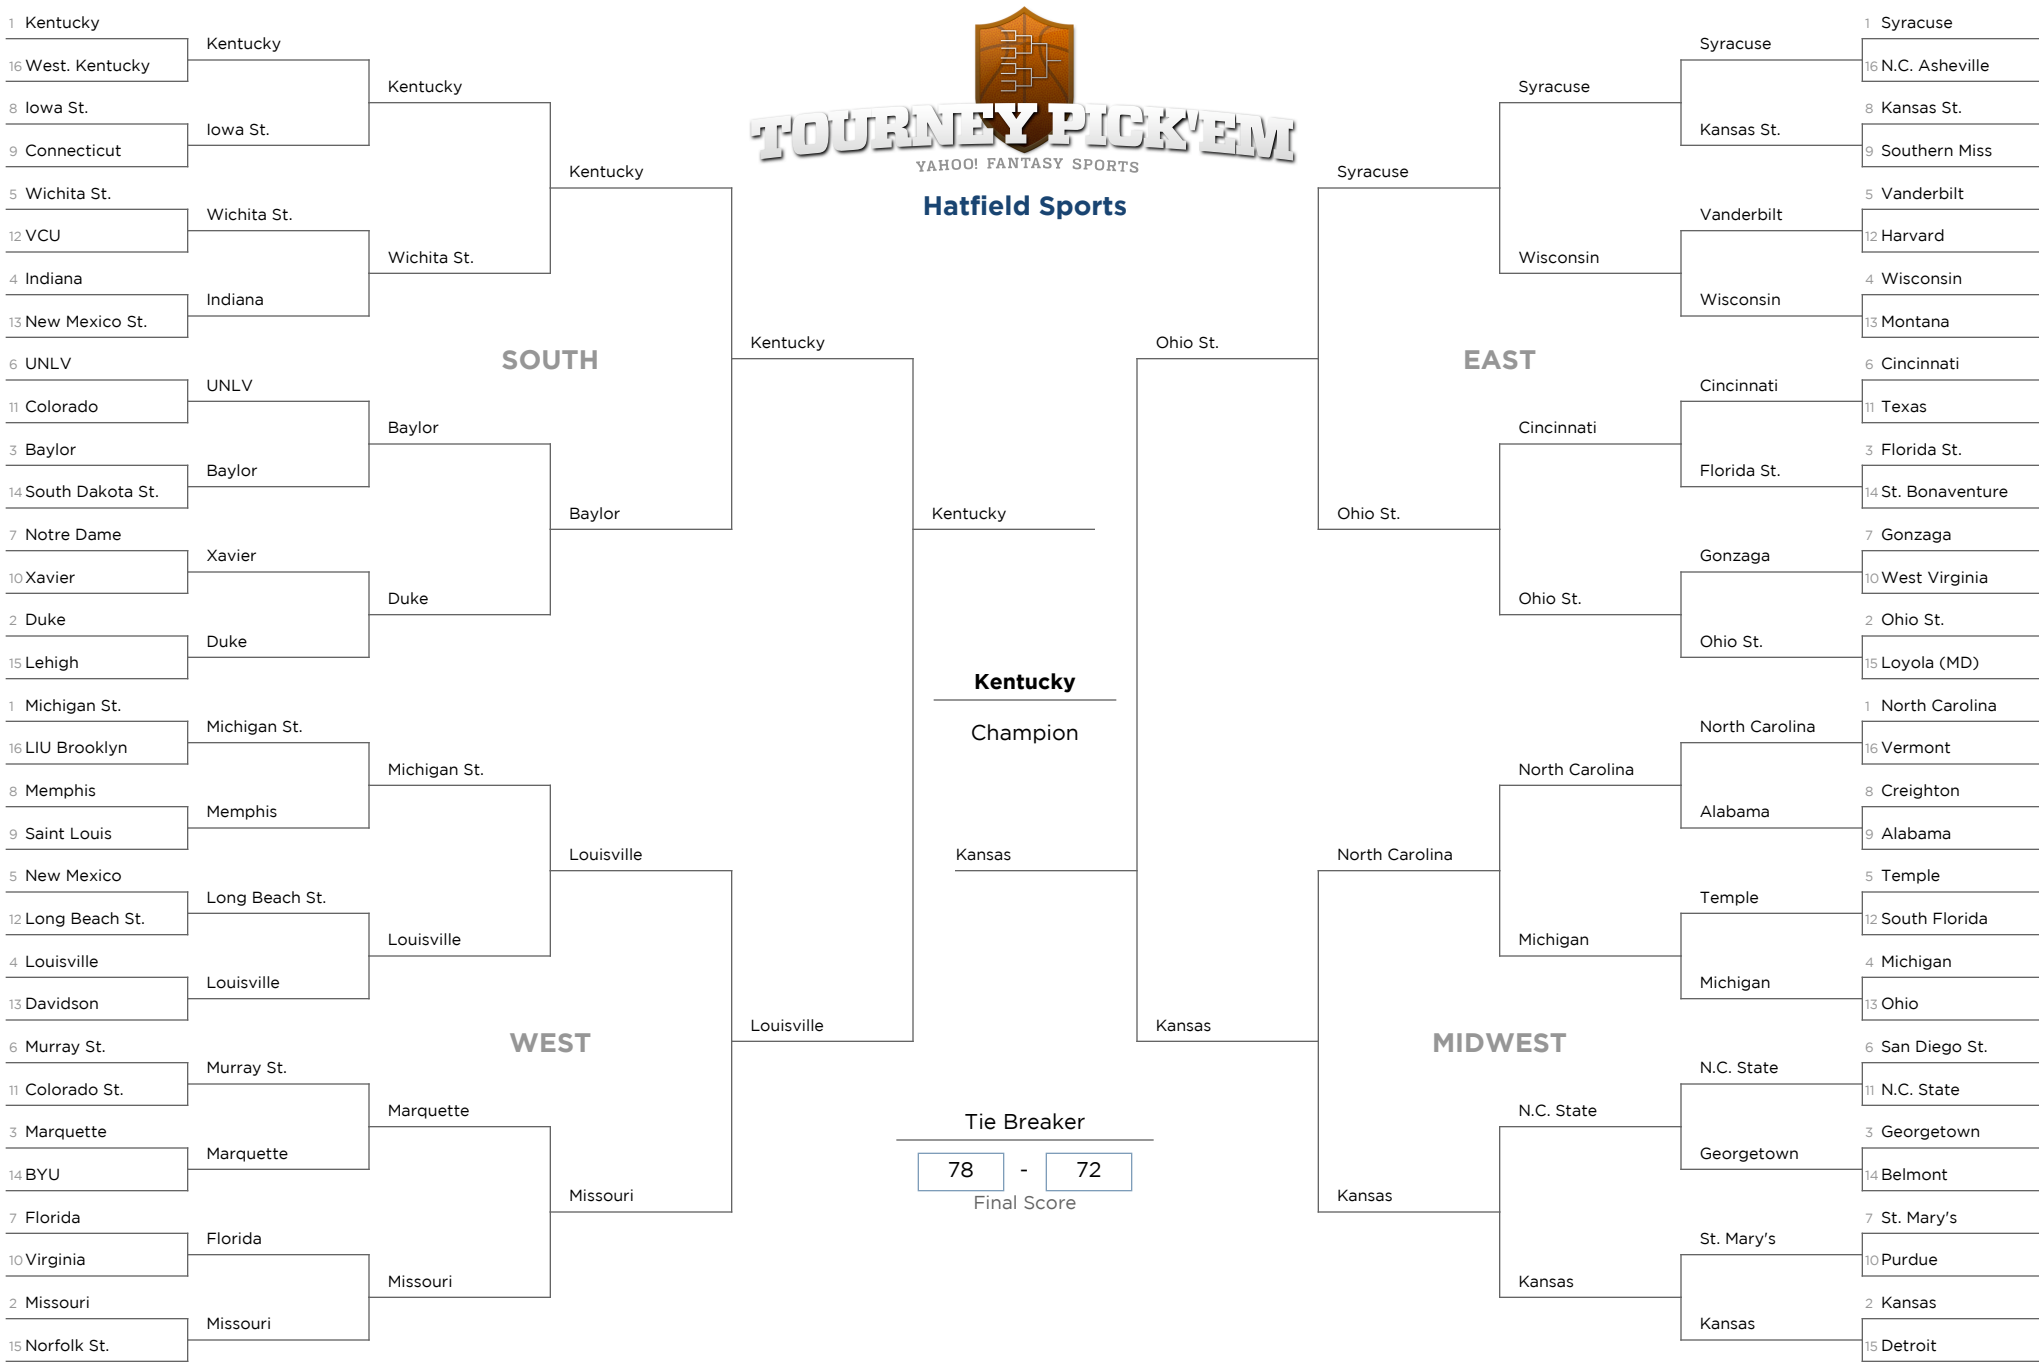 1 Kentucky
16 West. Kentucky
8 Iowa St.
9 Connecticut
5 Wichita St.
12 VCU
4 Indiana
13 New Mexico St.
6 UNLV
11 Colorado
3 Baylor
14 South Dakota St.
7 Notre Dame
10 Xavier
2 Duke
15 Lehigh
1 Michigan St.
16 LIU Brooklyn
8 Memphis
9 Saint Louis
5 New Mexico
12 Long Beach St.
4 Louisville
13 Davidson
6 Murray St.
11 Colorado St.
3 Marquette
14 BYU
7 Florida
10 Virginia
2 Missouri
15 Norfolk St.
Kentucky
Iowa St.
Wichita St.
Indiana
UNLV
Baylor
Xavier
Duke
Michigan St.
Memphis
Long Beach St.
Louisville
Murray St.
Marquette
Florida
Missouri
Kentucky
Wichita St.
Baylor
Duke
Michigan St.
Louisville
Marquette
Missouri
SOUTH
WEST
Kentucky
Baylor
Louisville
Missouri
Kentucky
Louisville
TOURNEY PICK'EM
YAHOO! FANTASY SPORTS
Hatfield Sports
Kentucky
Kentucky
Champion
Kansas
Tie Breaker
78 - 72
Final Score
Ohio St.
Kansas
Syracuse
Ohio St.
North Carolina
Kansas
EAST
MIDWEST
Syracuse
Wisconsin
Cincinnati
Ohio St.
North Carolina
Michigan
N.C. State
Kansas
Syracuse
Kansas St.
Vanderbilt
Wisconsin
Cincinnati
Florida St.
Gonzaga
Ohio St.
North Carolina
Alabama
Temple
Michigan
N.C. State
Georgetown
St. Mary's
Kansas
1 Syracuse
16 N.C. Asheville
8 Kansas St.
9 Southern Miss
5 Vanderbilt
12 Harvard
4 Wisconsin
13 Montana
6 Cincinnati
11 Texas
3 Florida St.
14 St. Bonaventure
7 Gonzaga
10 West Virginia
2 Ohio St.
15 Loyola (MD)
1 North Carolina
16 Vermont
8 Creighton
9 Alabama
5 Temple
12 South Florida
4 Michigan
13 Ohio
6 San Diego St.
11 N.C. State
3 Georgetown
14 Belmont
7 St. Mary's
10 Purdue
2 Kansas
15 Detroit